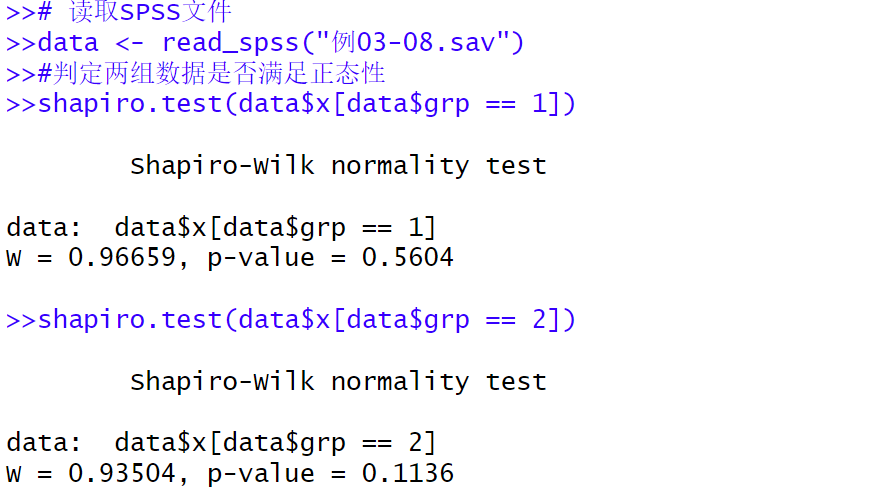 >># 读取SPSS文件
>>data <- read_spss("例03-08.sav")
>>#判定两组数据是否满足正态性
>>shapiro.test(data$x[data$grp == 1])
Shapiro-Wilk normality test
data:  data$x[data$grp == 1]
W = 0.96659, p-value = 0.5604
>>shapiro.test(data$x[data$grp == 2])
Shapiro-Wilk normality test
data:  data$x[data$grp == 2]
W = 0.93504, p-value = 0.1136